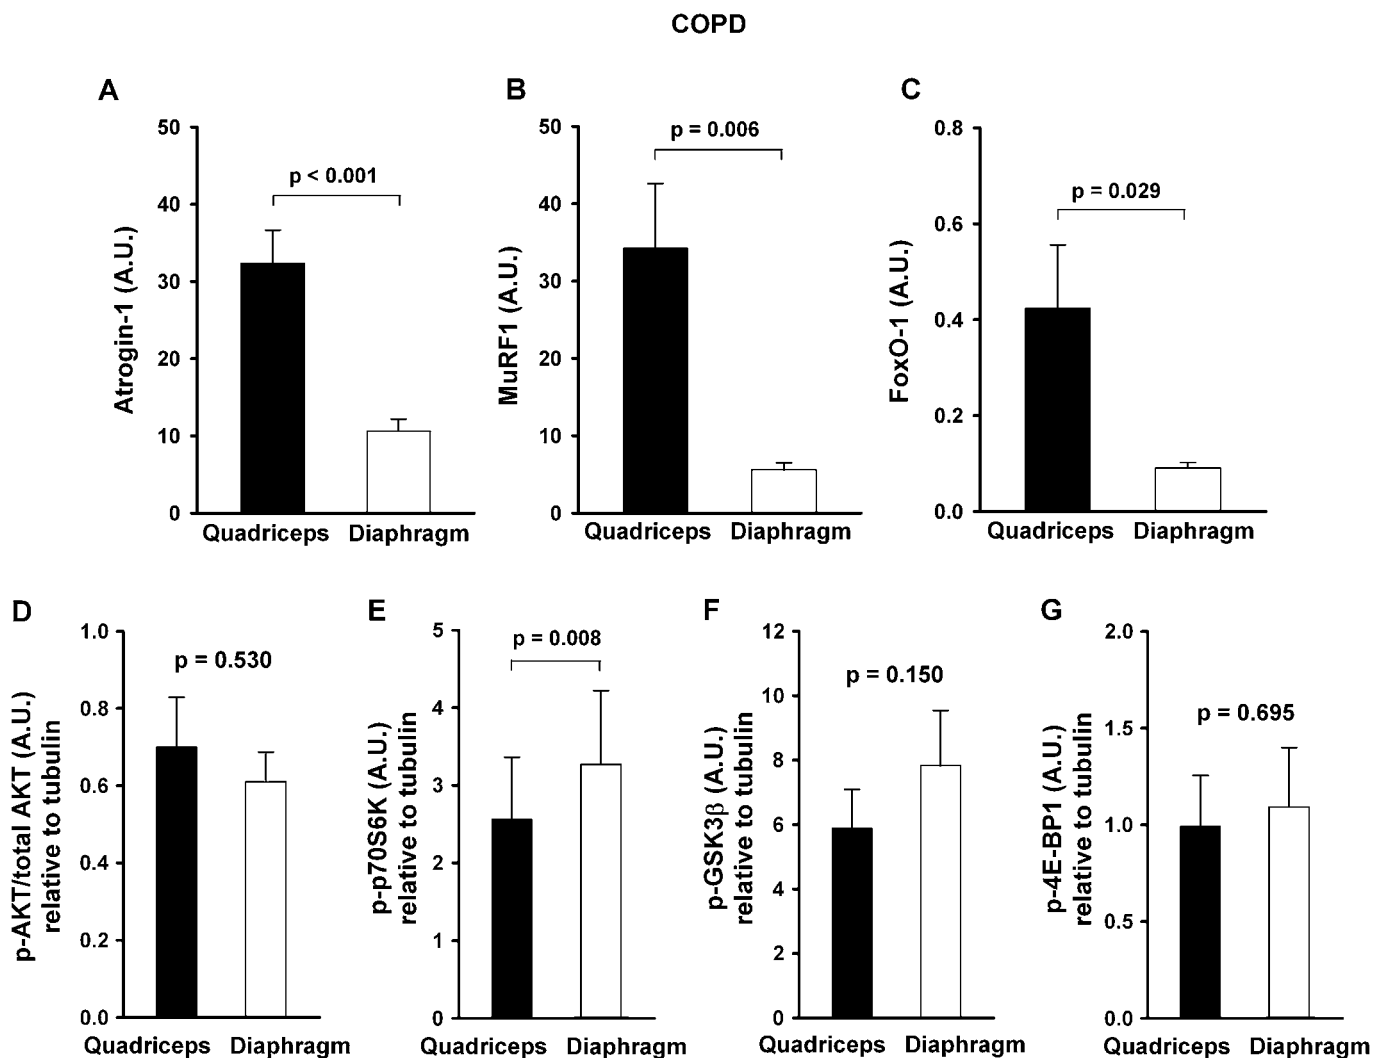 COPD
A
B
C
50
40
30
20
10
0
Atrogin-1 (A.U.)
p < 0.001
Quadriceps Diaphragm
50
40
30
20
10
0
MuRF1 (A.U.)
p = 0.006
Quadriceps Diaphragm
0.8
0.6
0.4
0.2
0.0
FoxO-1 (A.U.)
p = 0.029
Quadriceps Diaphragm
D
E
F
G
1.0
0.8
0.6
0.4
0.2
0.0
p-AKT/total AKT (A.U.)
relative to tubulin
p = 0.530
Quadriceps Diaphragm
5
4
3
2
1
0
p-p70S6K (A.U.)
relative to tubulin
p = 0.008
Quadriceps Diaphragm
12
10
8
6
4
2
0
p-GSK3β (A.U.)
relative to tubulin
p = 0.150
Quadriceps Diaphragm
2.0
1.5
1.0
0.5
0.0
p-4E-BP1 (A.U.)
relative to tubulin
p = 0.695
Quadriceps Diaphragm